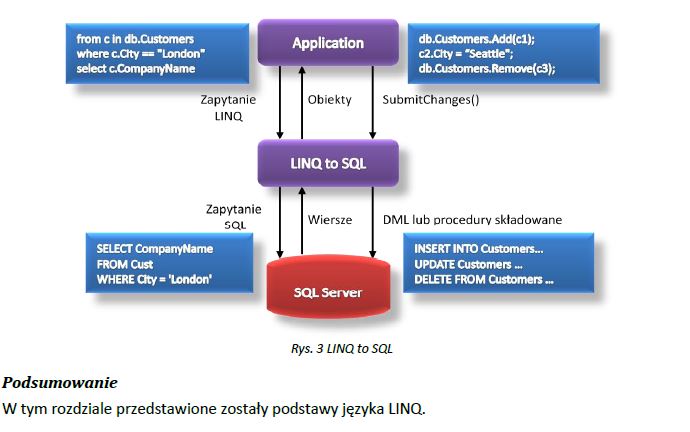 from c in db.Customers
where c.City == "London"
select c.CompanyName
Application
db.Customers.Add(c1);
c2.City = “Seattle";
db.Customers.Remove(c3);
Zapytanie
LINQ
Obiekty
SubmitChanges()
LINQ to SQL
Zapytanie
SQL
Wiersze
DML lub procedury składowane
SELECT CompanyName
FROM Cust
WHERE City = 'London'
SQL Server
INSERT INTO Customers...
UPDATE Customers ...
DELETE FROM Customers ...
Rys. 3 LINQ to SQL
Podsumowanie
W tym rozdziale przedstawione zostały podstawy języka LINQ.